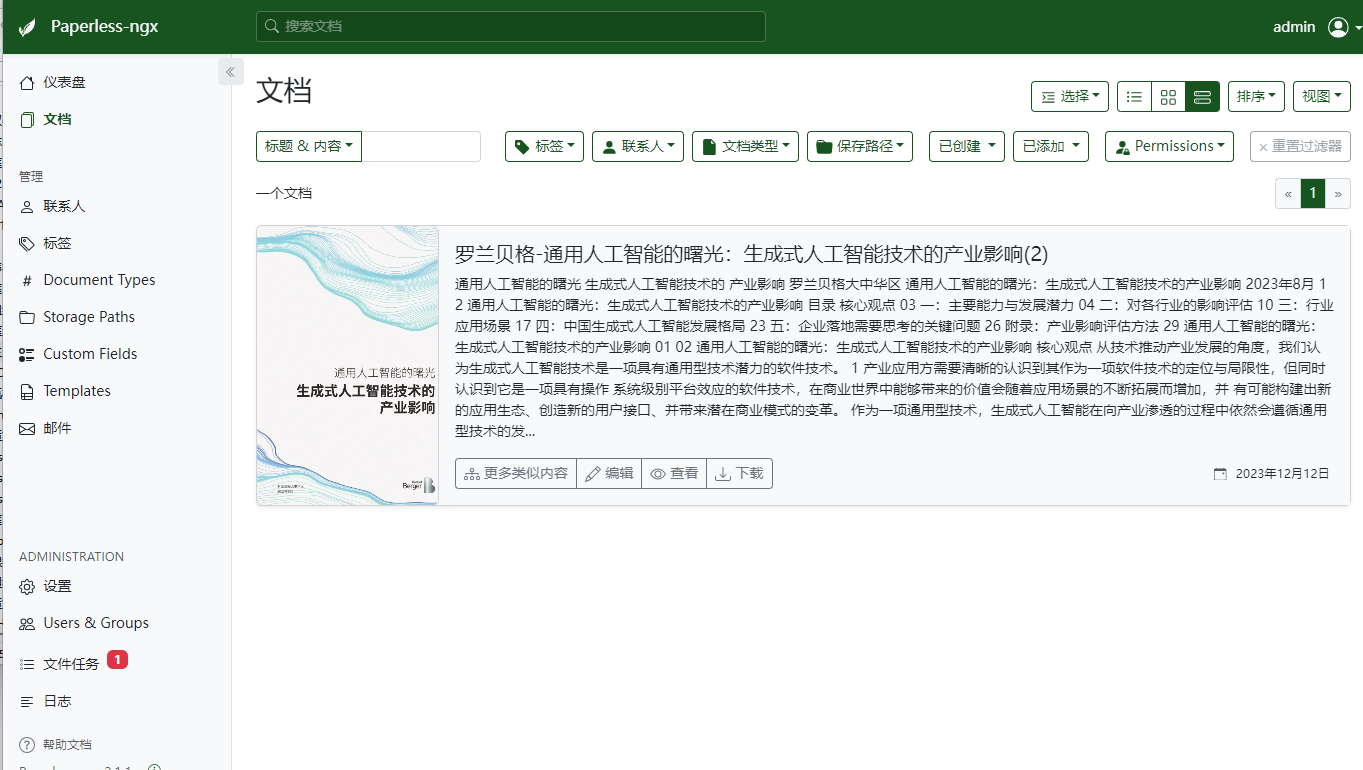 Paperless-ngx
搜索文档
admin
仪表盘
文档
管理
联系人
标签
# Document Types
Storage Paths
Custom Fields
Templates
邮件
ADMINISTRATION
设置
Users & Groups
文件任务 1
日志
帮助文档
文档
选择
排序
视图
标题 & 内容
标签
联系人
文档类型
保存路径
已创建
已添加
Permissions
× 重置过滤器
一个文档
« 1 »
通用人工智能的曙光
生成式人工智能技术的
产业影响
Berger
罗兰贝格-通用人工智能的曙光：生成式人工智能技术的产业影响(2)
通用人工智能的曙光 生成式人工智能技术的 产业影响 罗兰贝格大中华区 通用人工智能的曙光：生成式人工智能技术的产业影响 2023年8月 1
2 通用人工智能的曙光：生成式人工智能技术的产业影响 目录 核心观点 03 一：主要能力与发展潜力 04 二：对各行业的影响评估 10 三：行业
应用场景 17 四：中国生成式人工智能发展格局 23 五：企业落地需要思考的关键问题 26 附录：产业影响评估方法 29 通用人工智能的曙光：
生成式人工智能技术的产业影响 01 02 通用人工智能的曙光：生成式人工智能技术的产业影响 核心观点 从技术推动产业发展的角度，我们认
为生成式人工智能技术是一项具有通用型技术潜力的软件技术。 1 产业应用方需要清晰的认识到其作为一项软件技术的定位与局限性，但同时
认识到它是一项具有操作 系统级别平台效应的软件技术，在商业世界中能够带来的价值会随着应用场景的不断拓展而增加，并 有可能构建出新
的应用生态、创造新的用户接口、并带来潜在商业模式的变革。 作为一项通用型技术，生成式人工智能在向产业渗透的过程中依然会遵循通用
型技术的发...
更多类似内容
编辑
查看
下载
2023年12月12日